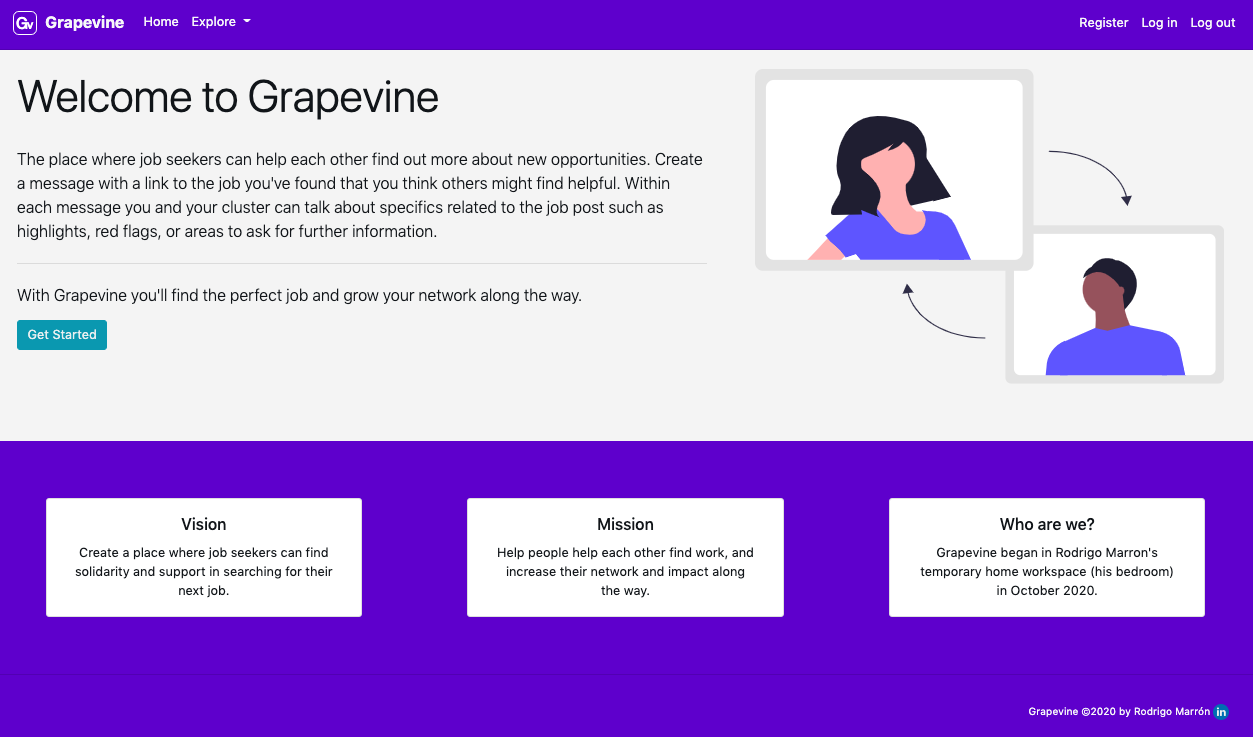 Gv Grapevine Home Explore Register Log in Log out
Welcome to Grapevine
The place where job seekers can help each other find out more about new opportunities. Create
a message with a link to the job you've found that you think others might find helpful. Within
each message you and your cluster can talk about specifics related to the job post such as
highlights, red flags, or areas to ask for further information.
With Grapevine you'll find the perfect job and grow your network along the way.
Get Started
Vision
Create a place where job seekers can find
solidarity and support in searching for their
next job.
Mission
Help people help each other find work, and
increase their network and impact along
the way.
Who are we?
Grapevine began in Rodrigo Marron's
temporary home workspace (his bedroom)
in October 2020.
Grapevine ©2020 by Rodrigo Marrón in